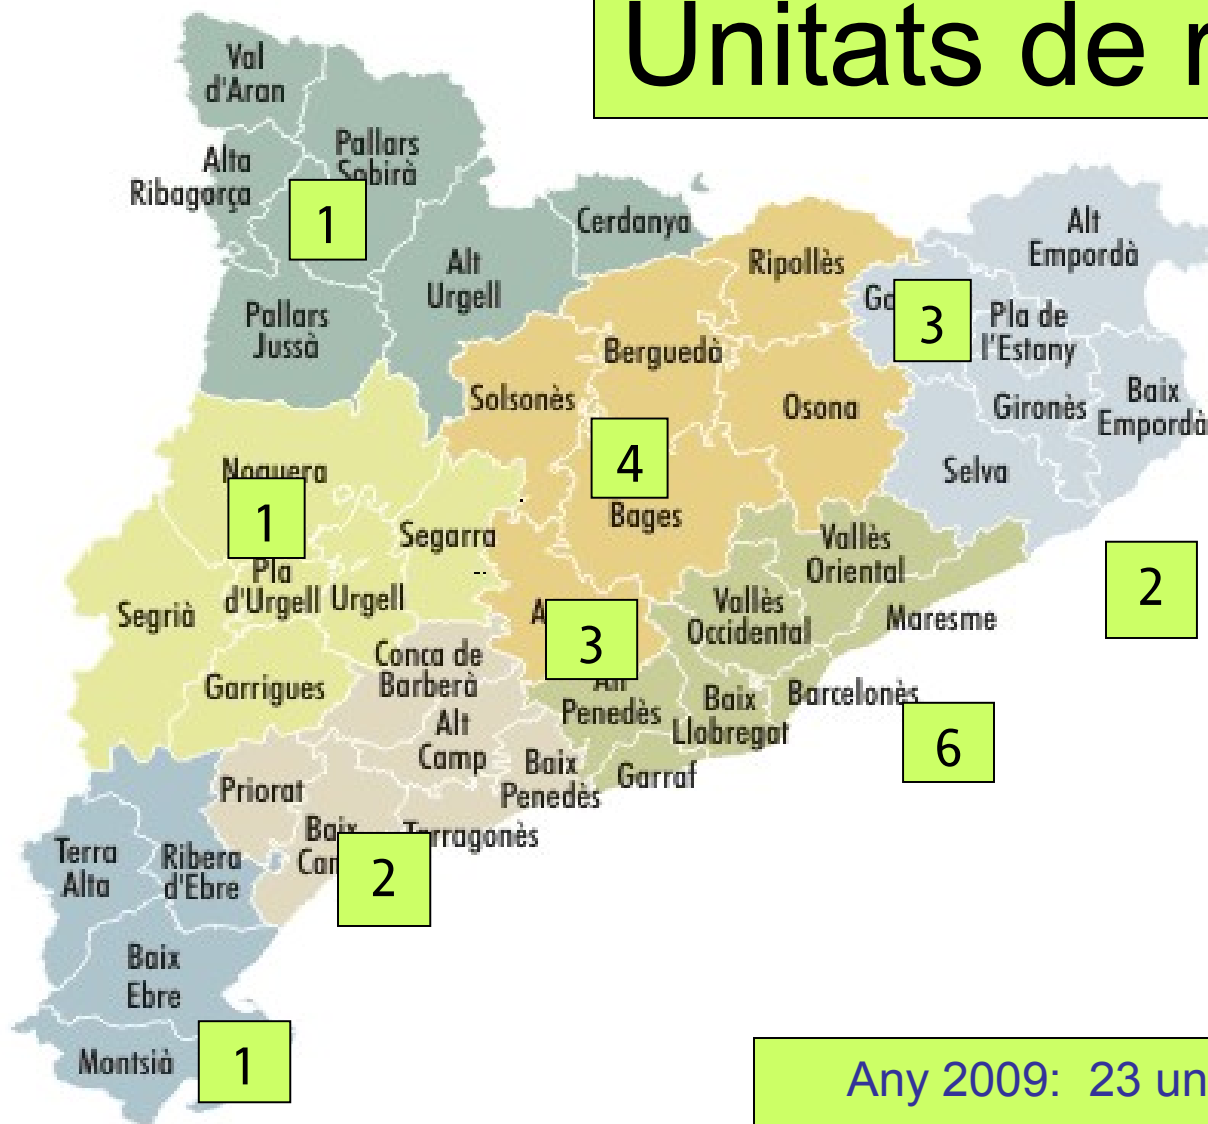 Unitats de
Val
d'Aran
Pallars
Sobirà
Alta
Ribagorça
1
Cerdanya
Alt
Empordà
Alt
Urgell
Ripollès
3
Pla de
l'Estany
Pallars
Jussà
Berguedà
Solsonès
Osona
Gironès
Baix
Empordà
4
Noguera
Selva
1
Bages
Segarra
Vallès
Oriental
Pla
d'Urgell
Urgell
2
Segrià
Vallès
Occidental
Maresme
3
Conca de
Barberà
Garrigues
Alt
Penedès
Baix
Llobregat
Barcelonès
Alt
Camp
6
Baix
Penedès
Garraf
Priorat
Baix
Tarragonès
2
Terra
Alta
Ribera
d'Ebre
Baix
Ebre
Montsià
1
Any 2009: 23